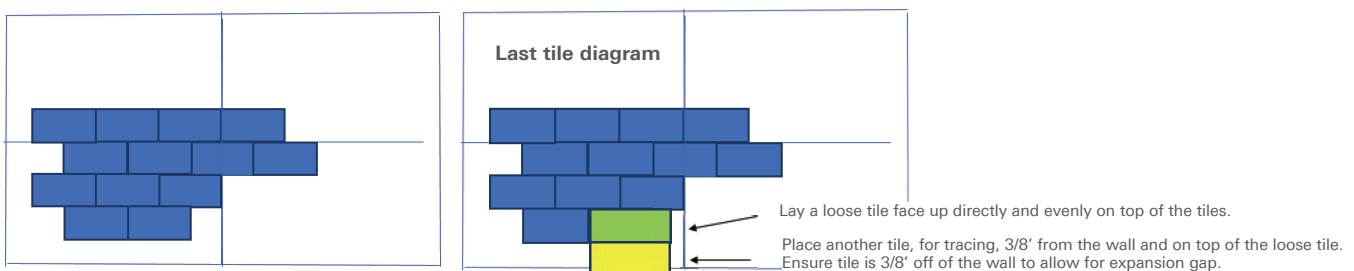 Last tile diagram
Lay a loose tile face up directly and evenly on top of the tiles.
Place another tile, for tracing, 3/8' from the wall and on top of the loose tile.
Ensure tile is 3/8' off of the wall to allow for expansion gap.